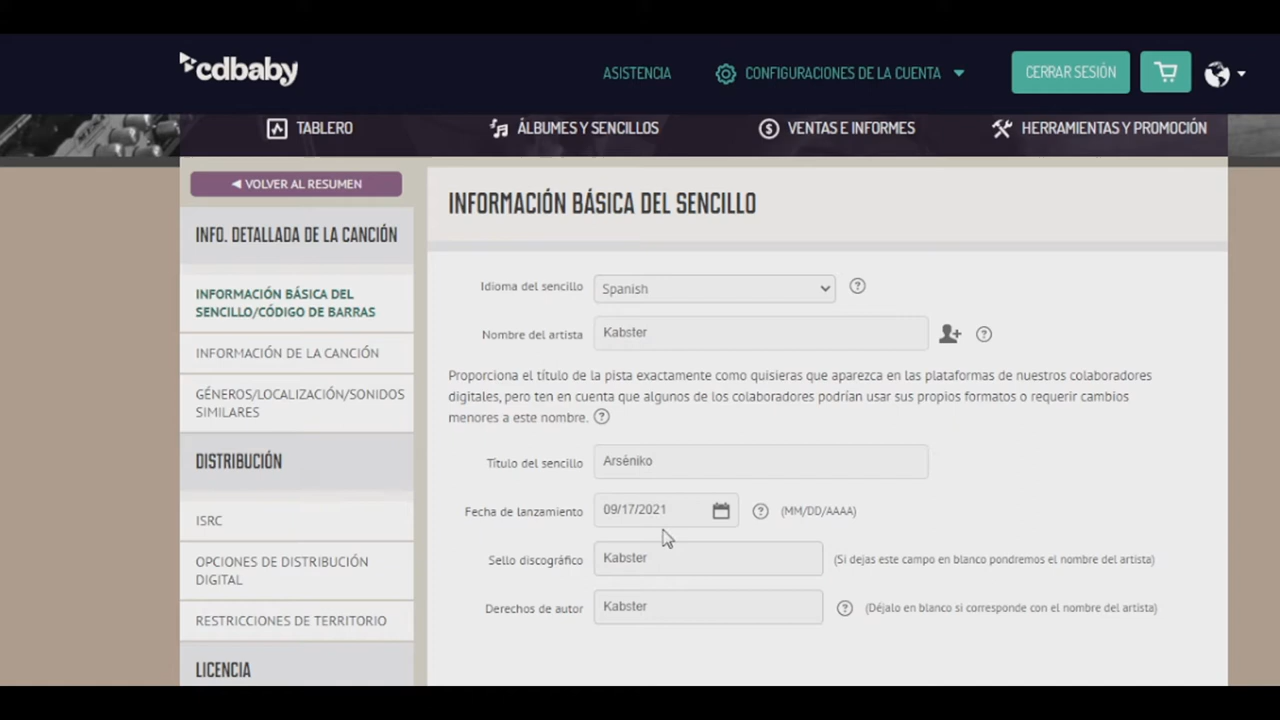 cdbaby
ASISTENCIA
CONFIGURACIONES DE LA CUENTA
CERRAR SESIÓN
TABLERO
ÁLBUMES Y SENCILLOS
VENTAS E INFORMES
HERRAMIENTAS Y PROMOCIÓN
VOLVER AL RESUMEN
INFO. DETALLADA DE LA CANCIÓN
INFORMACIÓN BÁSICA DEL
SENCILLO/CÓDIGO DE BARRAS
INFORMACIÓN DE LA CANCIÓN
GÉNEROS/LOCALIZACIÓN/SONIDOS
SIMILARES
DISTRIBUCIÓN
ISRC
OPCIONES DE DISTRIBUCIÓN
DIGITAL
RESTRICCIONES DE TERRITORIO
LICENCIA
INFORMACIÓN BÁSICA DEL SENCILLO
Idioma del sencillo Spanish ?
Nombre del artista Kabster ?
Proporciona el título de la pista exactamente como quisieras que aparezca en las plataformas de nuestros colaboradores
digitales, pero ten en cuenta que algunos de los colaboradores podrían usar sus propios formatos o requerir cambios
menores a este nombre. ?
Título del sencillo Arséniko
Fecha de lanzamiento 09/17/2021 ? (MM/DD/AAAA)
Sello discográfico Kabster (Si dejas este campo en blanco pondremos el nombre del artista)
Derechos de autor Kabster ? (Déjalo en blanco si corresponde con el nombre del artista)